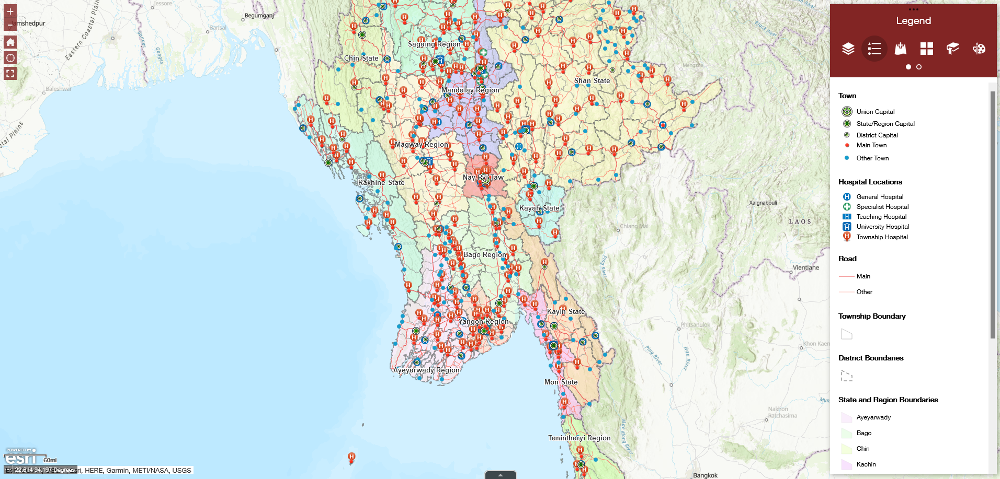 +
−
Jessore
Jamshedpur
Begumganj
Barisal
Eastern Coastal Plain
Ganges
Ganges
Baleshwar
Black River
Mengzhe
Sagaing Region
Chin State
Shan State
Mandalay Region
Magway Region
Nay Pyi Taw
Rakhine State
Kayah State
Xaignabouli
LAOS
Chiang Mai
Bago Region
Ping River
Vientiane
Kayin State
Yangon Region
Phitsanulok
Khon Kaen
Ping River
Nan River
Ayeyarwady Region
Mon State
Nakhon
Ratchasima
Mae Klong River
Tanintharyi Region
Bangkok
POWERED BY
esri
60mi
22.614 94.197 Degrees
HERE, Garmin, METI/NASA, USGS
Legend
Town
Union Capital
State/Region Capital
District Capital
Main Town
Other Town
Hospital Locations
General Hospital
Specialist Hospital
Teaching Hospital
University Hospital
Township Hospital
Road
Main
Other
Township Boundary
District Boundaries
State and Region Boundaries
Ayeyarwady
Bago
Chin
Kachin